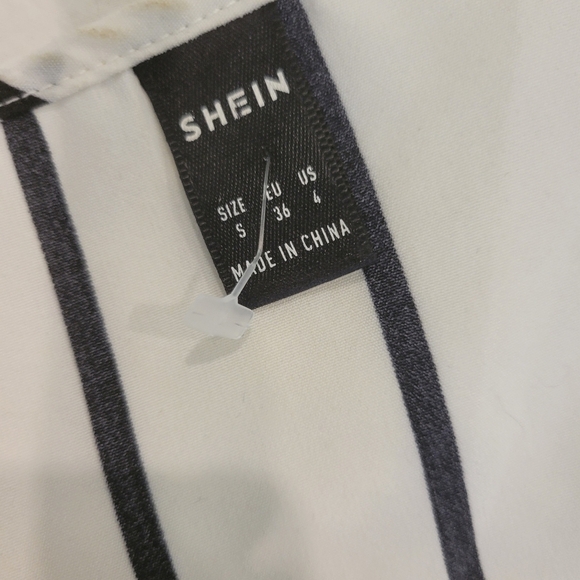 SHEIN
SIZE EU US
S 36 4
MADE IN CHINA